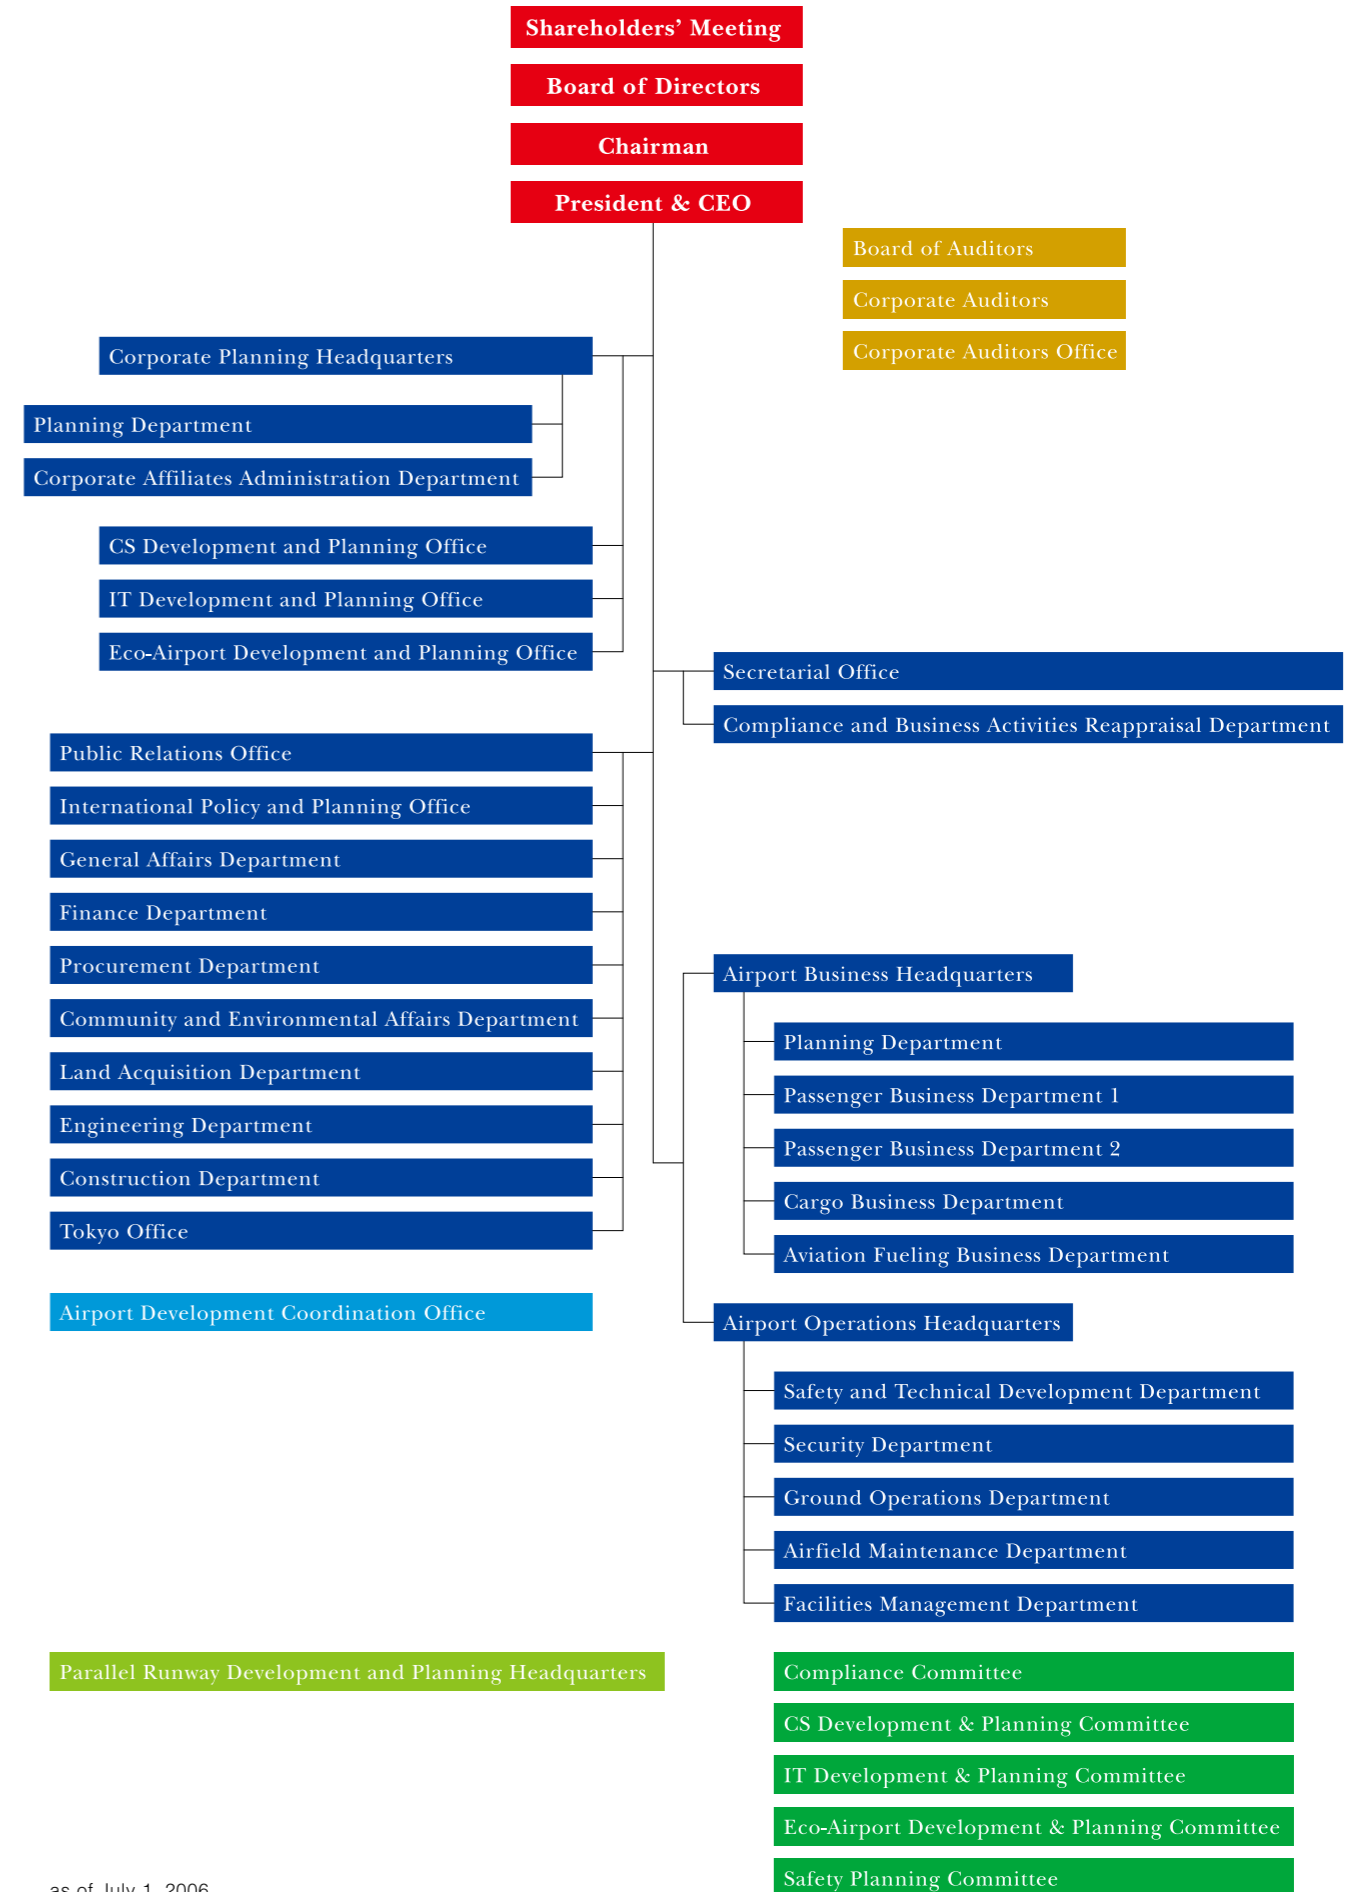 Shareholders’ Meeting
Board of Directors
Chairman
President & CEO
Board of Auditors
Corporate Auditors
Corporate Auditors Office
Corporate Planning Headquarters
Planning Department
Corporate Affiliates Administration Department
CS Development and Planning Office
IT Development and Planning Office
Eco-Airport Development and Planning Office
Secretarial Office
Compliance and Business Activities Reappraisal Department
Public Relations Office
International Policy and Planning Office
General Affairs Department
Finance Department
Procurement Department
Community and Environmental Affairs Department
Land Acquisition Department
Engineering Department
Construction Department
Tokyo Office
Airport Development Coordination Office
Airport Business Headquarters
Planning Department
Passenger Business Department 1
Passenger Business Department 2
Cargo Business Department
Aviation Fueling Business Department
Airport Operations Headquarters
Safety and Technical Development Department
Security Department
Ground Operations Department
Airfield Maintenance Department
Facilities Management Department
Parallel Runway Development and Planning Headquarters
Compliance Committee
CS Development & Planning Committee
IT Development & Planning Committee
Eco-Airport Development & Planning Committee
Safety Planning Committee
as of July 1, 2006